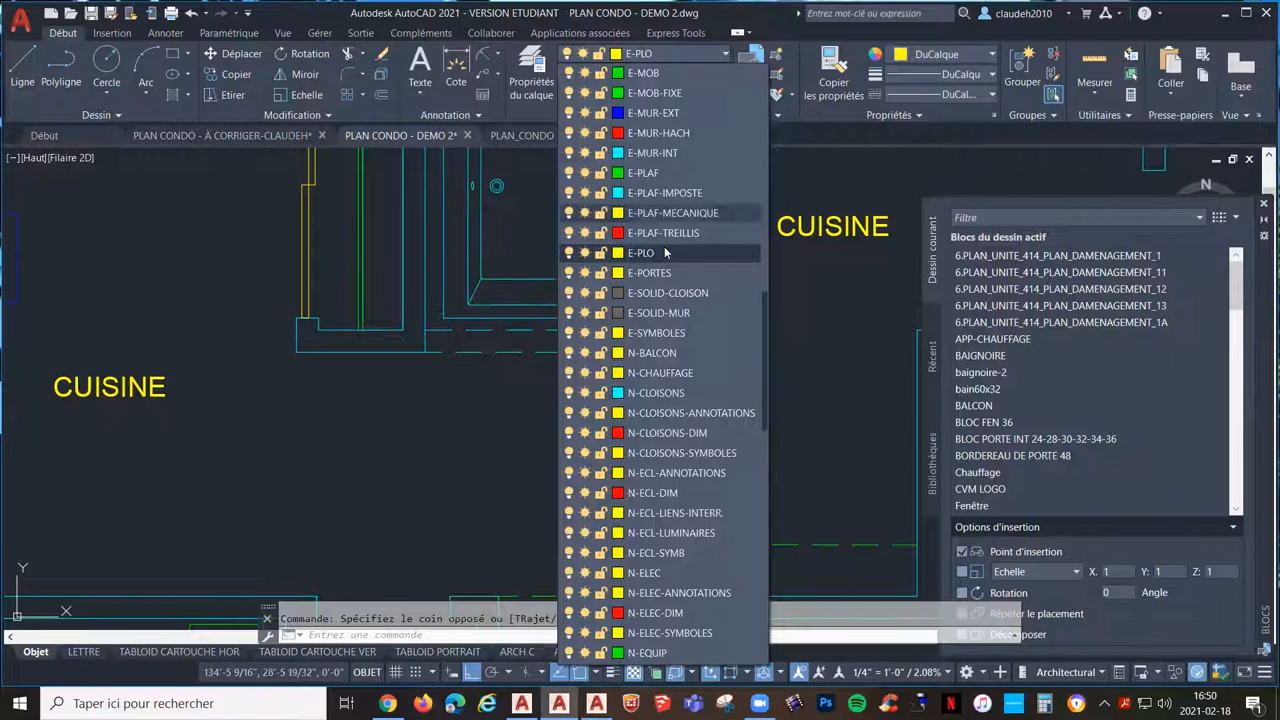 Autodesk AutoCAD 2021 - VERSION ETUDIANT PLAN CONDO - DEMO 2.dwg
Entrez mot-clé ou expression
claudeh2010
Début Insertion Annoter Paramétrique Vue Gérer Sortie Compléments Collaborer Applications associées Express Tools
Ligne Polyligne Cercle Arc
Déplacer Rotation
Copier Miroir
Étirer Echelle
Texte Cote
Propriétés
du calque
Copier
les propriétés
DuCalque
DuCalqu
DuCal...
Grouper
Mesurer
Coller
Base
Dessin
Modification
Propriétés
Groupes
Utilitaires
Presse-papiers
Vue
E-PLO
Début PLAN CONDO - À CORRIGER-CLAUDEH* PLAN CONDO - DEMO 2* PLAN_CONDO
[−][Haut][Filaire 2D]
E-MOB
E-MOB-FIXE
E-MUR-EXT
E-MUR-HACH
E-MUR-INT
E-PLAF
E-PLAF-IMPOSTE
E-PLAF-MECANIQUE
E-PLAF-TREILLIS
E-PLO
E-PORTES
E-SOLID-CLOISON
E-SOLID-MUR
E-SYMBOLES
N-BALCON
N-CHAUFFAGE
N-CLOISONS
N-CLOISONS-ANNOTATIONS
N-CLOISONS-DIM
N-CLOISONS-SYMBOLES
N-ECL-ANNOTATIONS
N-ECL-DIM
N-ECL-LIENS-INTERR.
N-ECL-LUMINAIRES
N-ECL-SYMB
N-ELEC
N-ELEC-ANNOTATIONS
N-ELEC-DIM
N-ELEC-SYMBOLES
N-EQUIP
CUISINE
CUISINE
N
Y
X
Filtre
Blocs du dessin actif
6.PLAN_UNITE_414_PLAN_DAMENAGEMENT_1
6.PLAN_UNITE_414_PLAN_DAMENAGEMENT_11
6.PLAN_UNITE_414_PLAN_DAMENAGEMENT_12
6.PLAN_UNITE_414_PLAN_DAMENAGEMENT_13
6.PLAN_UNITE_414_PLAN_DAMENAGEMENT_1A
APP-CHAUFFAGE
BAIGNOIRE
baignoire-2
bain60x32
BALCON
BLOC FEN 36
BLOC PORTE INT 24-28-30-32-34-36
BORDEREAU DE PORTE 48
Chauffage
CVM LOGO
Fenêtre
Dessin courant
Récent
Bibliothèques
BLOCS
Options d'insertion
Point d'insertion
Echelle X: 1 Y: 1 Z: 1
Rotation 0 Angle
Répéter le placement
Décomposer
Commande: Spécifiez le coin opposé ou [TRajet/
Entrez une commande
Objet LETTRE TABLOID CARTOUCHE HOR TABLOID CARTOUCHE VER TABLOID PORTRAIT ARCH C
134'-5 9/16", 28'-5 19/32", 0'-0" OBJET
1/4" = 1'-0" / 2.08%
Architectural
Taper ici pour rechercher
16:50
2021-02-18